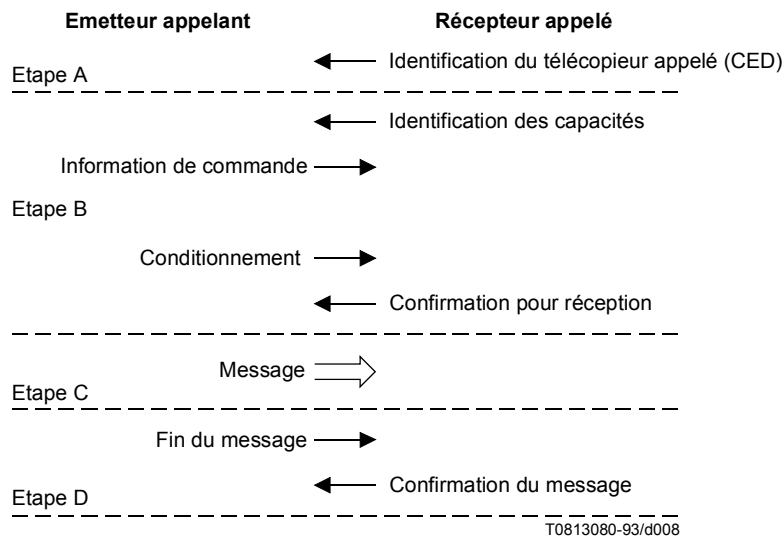 Emetteur appelant Récepteur appelé
Identification du télécopieur appelé (CED)
Etape A
Identification des capacités
Information de commande
Etape B
Conditionnement
Confirmation pour réception
Message
Etape C
Fin du message
Confirmation du message
Etape D
T0813080-93/d008